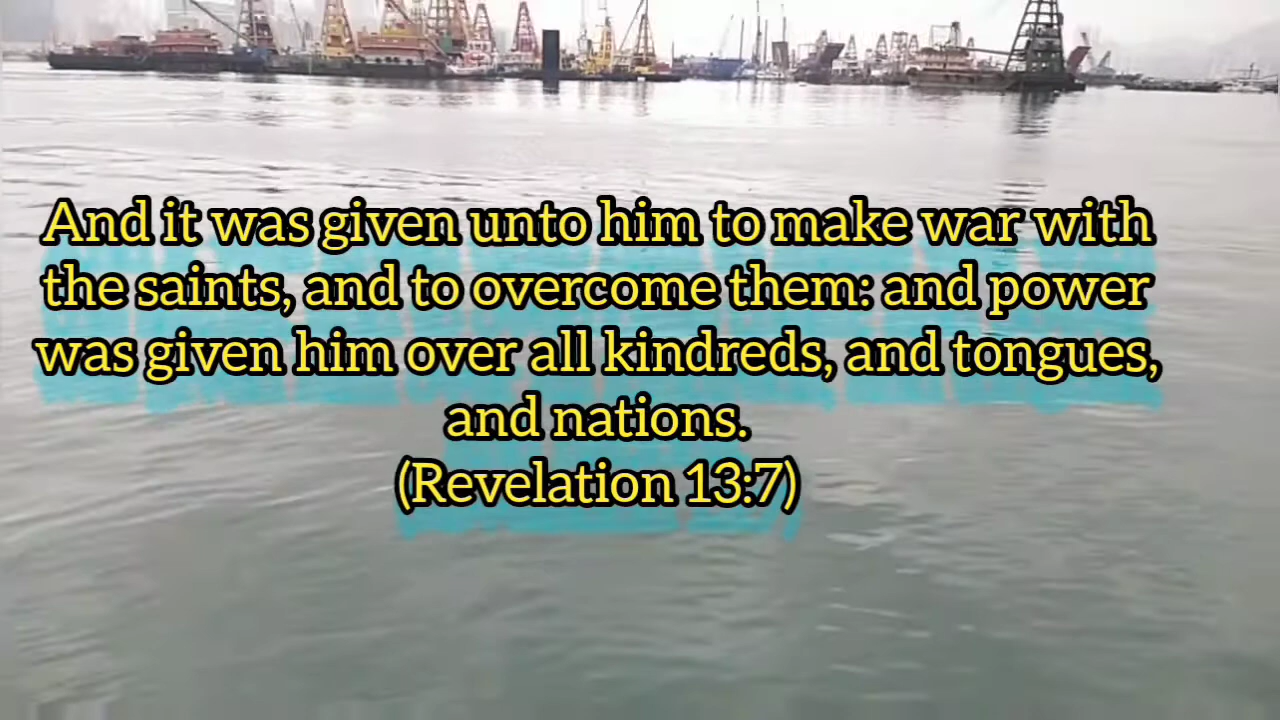 And it was given unto him to make war with
the saints, and to overcome them: and power
was given him over all kindreds, and tongues,
and nations.
(Revelation 13:7)